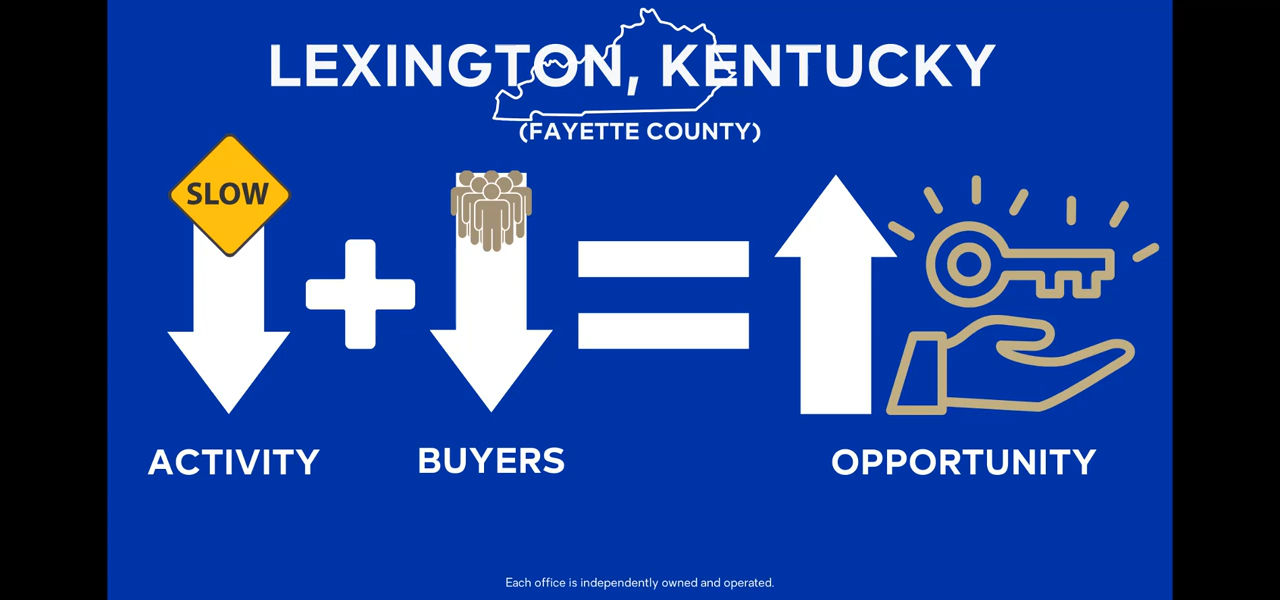 LEXINGTON, KENTUCKY
(FAYETTE COUNTY)
SLOW
ACTIVITY
BUYERS
OPPORTUNITY
Each office is independently owned and operated.